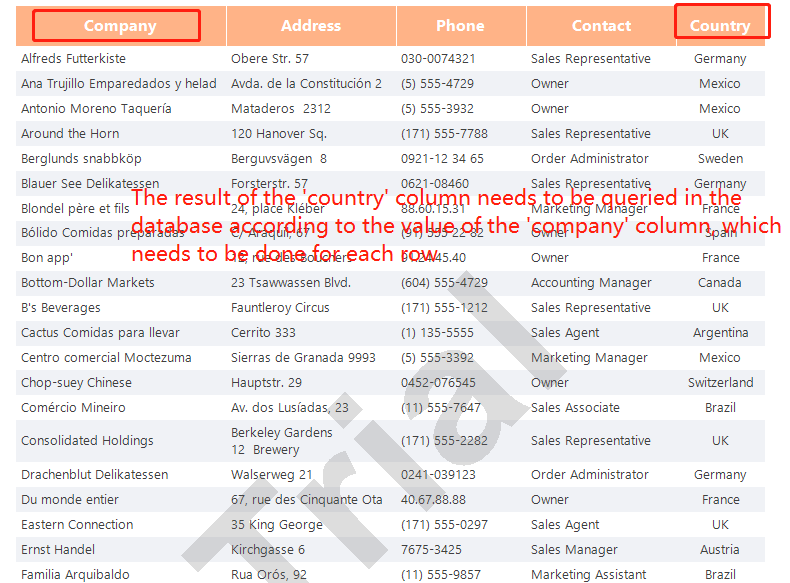 Company Address Phone Contact Country
Alfreds Futterkiste Obere Str. 57 030-0074321 Sales Representative Germany
Ana Trujillo Emparedados y helad Avda. de la Constitución 2 (5) 555-4729 Owner Mexico
Antonio Moreno Taquería Mataderos 2312 (5) 555-3932 Owner Mexico
Around the Horn 120 Hanover Sq. (171) 555-7788 Sales Representative UK
Berglunds snabbköp Berguvsvägen 8 0921-12 34 65 Order Administrator Sweden
Blauer See Delikatessen Forsterstr. 57 0621-08460 Sales Representative Germany
The result of the 'country' column needs to be queried in the
Blondel père et fils 24, place Kléber 88.60.15.31 Marketing Manager France
database according to the value of the 'company' column, which
Bólido Comidas preparadas C/ Araquil, 67 (91) 555 22 82 Owner Spain
needs to be done for each row
Bon app' 12, rue des Bouchers 91.24.45.40 Owner France
Bottom-Dollar Markets 23 Tsawwassen Blvd. (604) 555-4729 Accounting Manager Canada
B's Beverages Fauntleroy Circus (171) 555-1212 Sales Representative UK
Cactus Comidas para llevar Cerrito 333 (1) 135-5555 Sales Agent Argentina
Centro comercial Moctezuma Sierras de Granada 9993 (5) 555-3392 Marketing Manager Mexico
Chop-suey Chinese Hauptstr. 29 0452-076545 Owner Switzerland
Comércio Mineiro Av. dos Lusíadas, 23 (11) 555-7647 Sales Associate Brazil
Consolidated Holdings Berkeley Gardens (171) 555-2282 Sales Representative UK
12 Brewery
Drachenblut Delikatessen Walserweg 21 0241-039123 Order Administrator Germany
Du monde entier 67, rue des Cinquante Ota 40.67.88.88 Owner France
Eastern Connection 35 King George (171) 555-0297 Sales Agent UK
Ernst Handel Kirchgasse 6 7675-3425 Sales Manager Austria
Familia Arquibaldo Rua Orós, 92 (11) 555-9857 Marketing Assistant Brazil
Trial